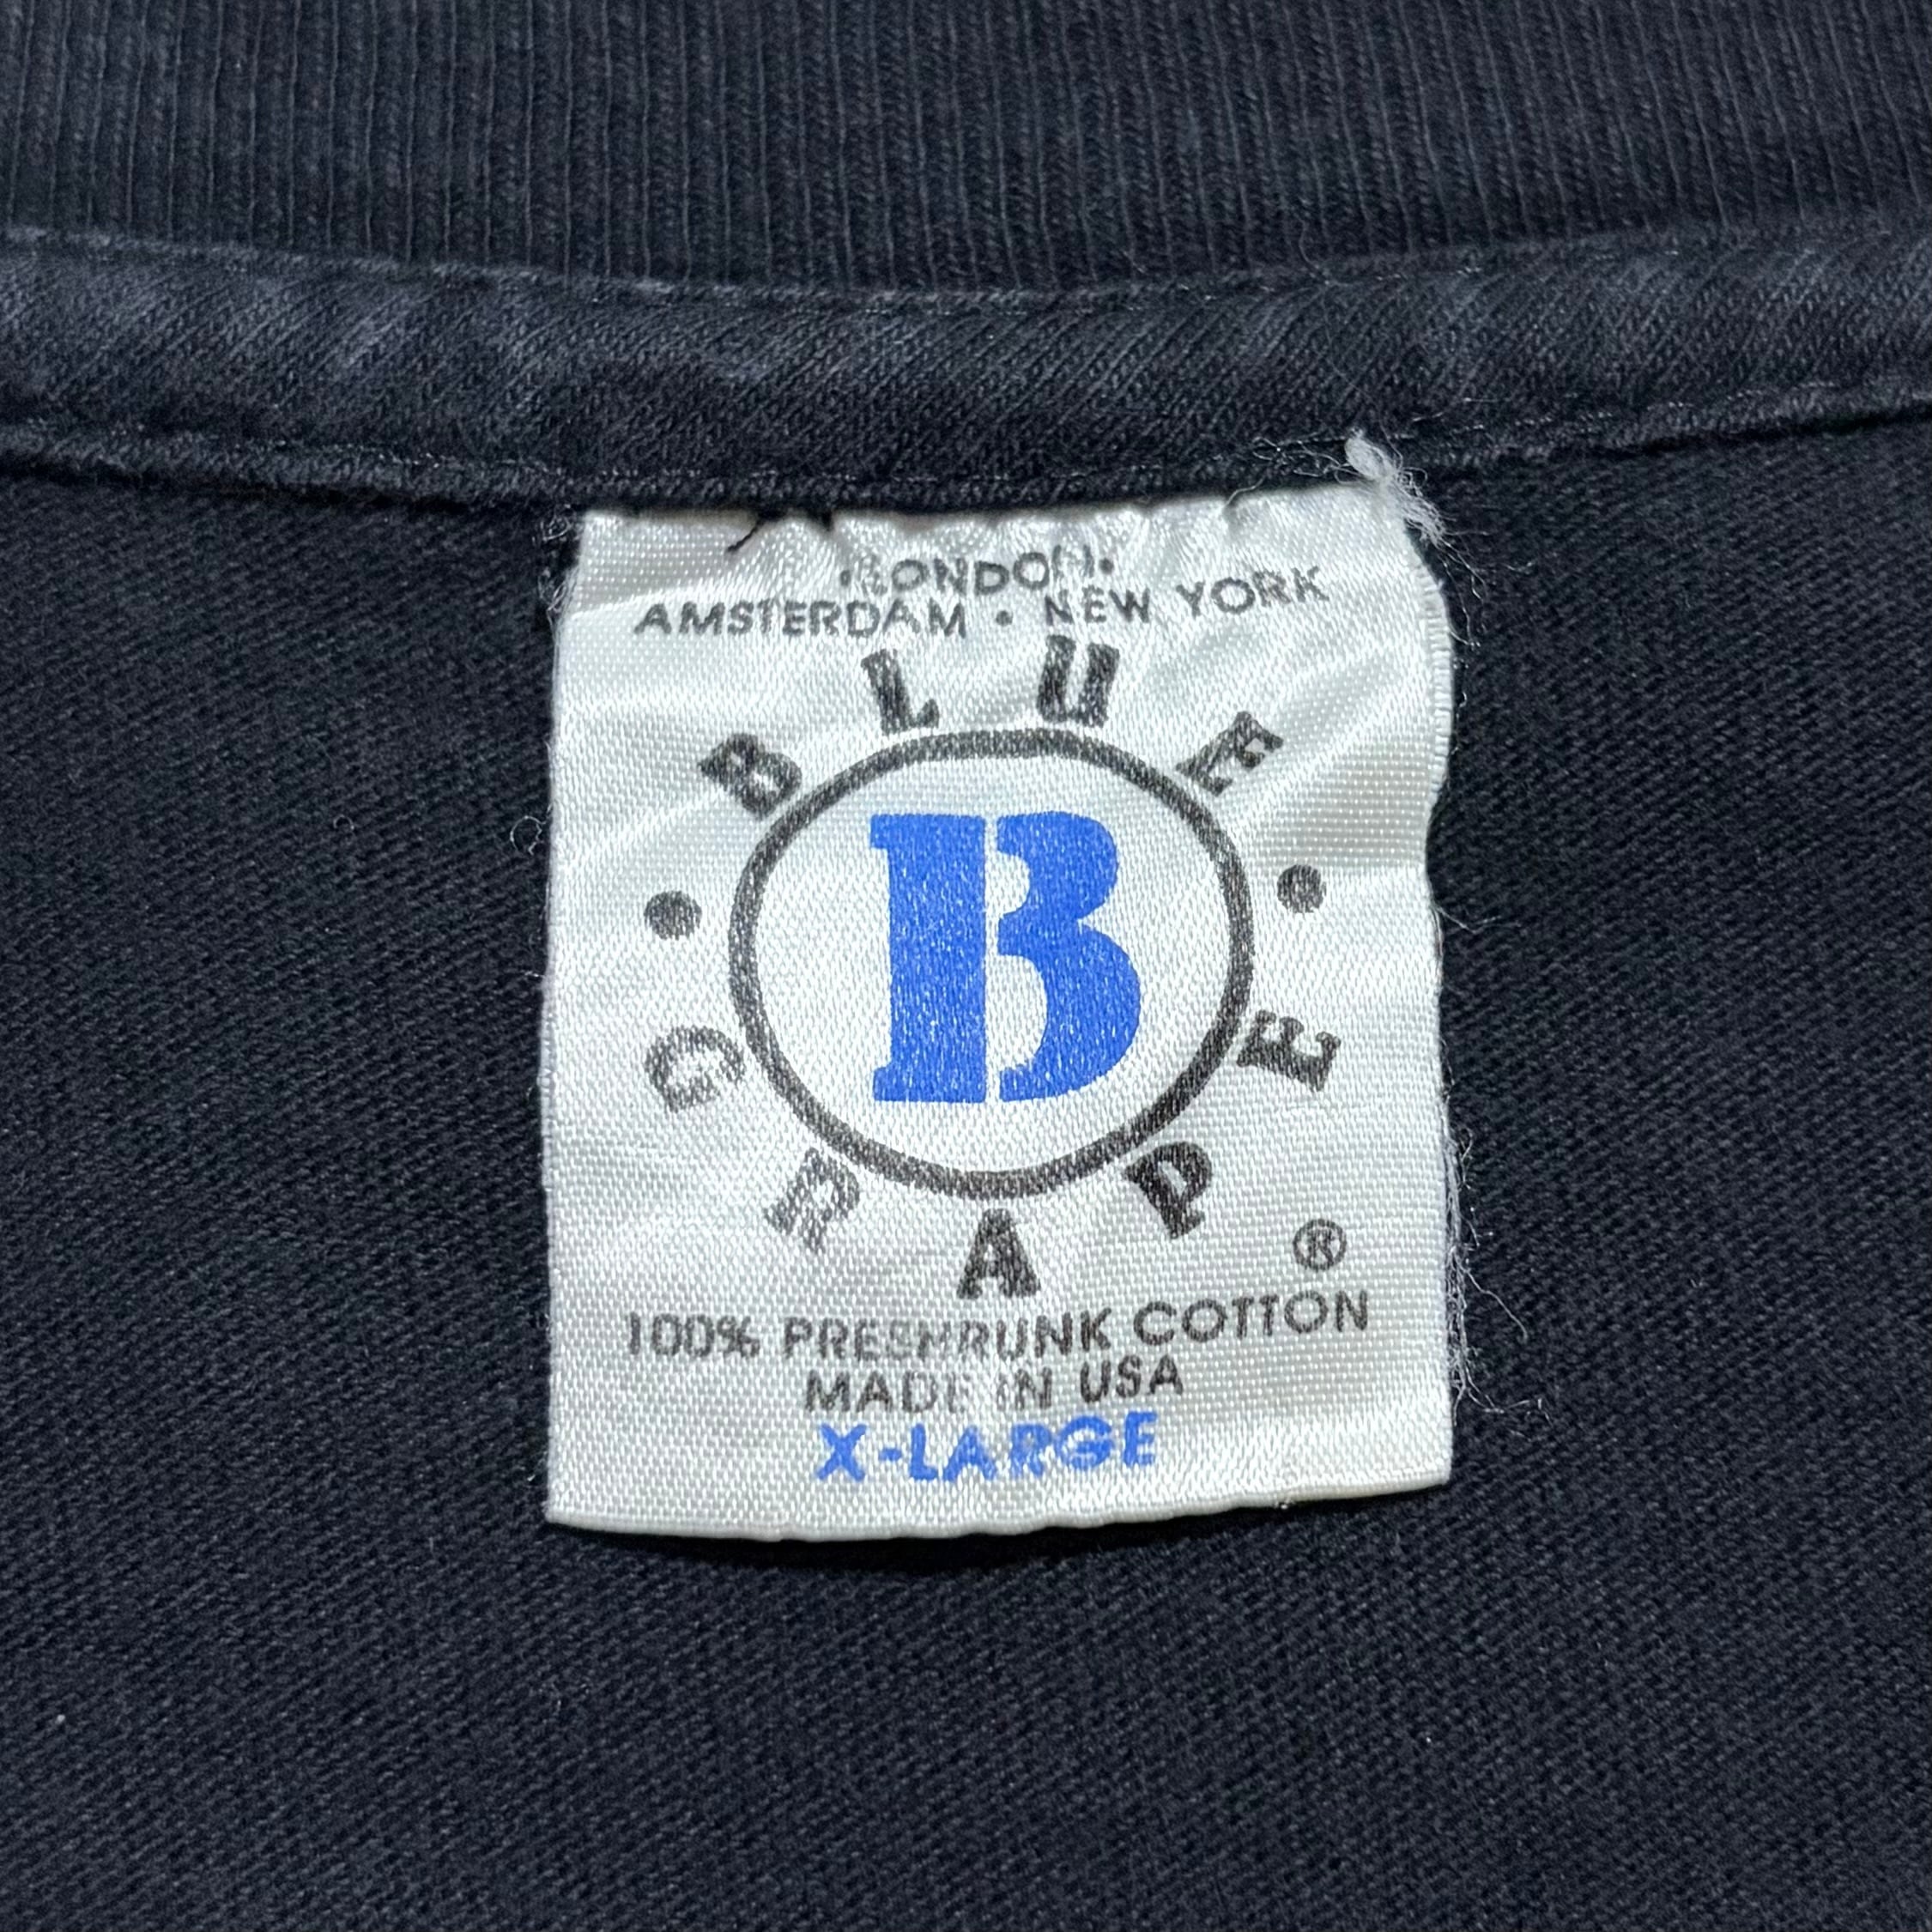 • LONDON •
AMSTERDAM • NEW YORK
• BLUE •
B
GRAPE ®
100% PRESHRUNK COTTON
MADE IN USA
X-LARGE